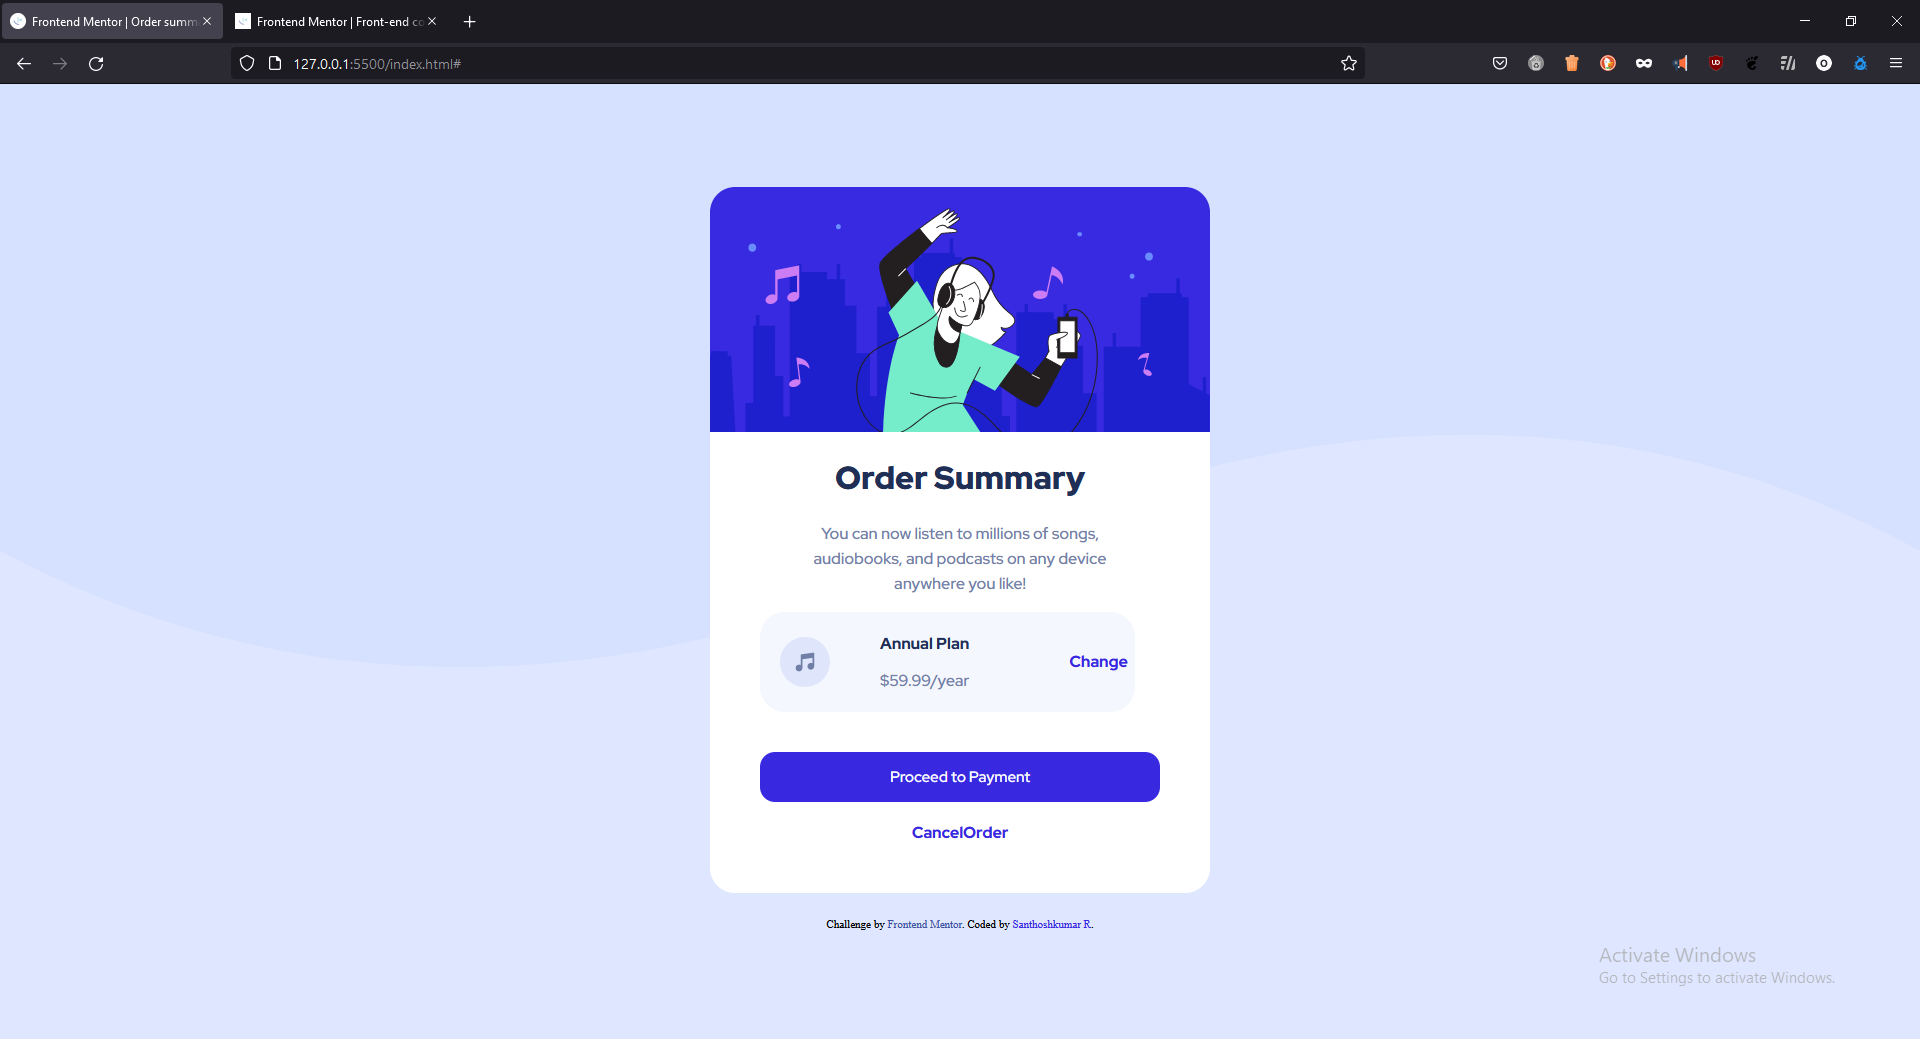 Frontend Mentor | Order summ
Frontend Mentor | Front-end co
127.0.0.1:5500/index.html#
Order Summary
You can now listen to millions of songs,
audiobooks, and podcasts on any device
anywhere you like!
Annual Plan
$59.99/year
Change
Proceed to Payment
CancelOrder
Challenge by Frontend Mentor. Coded by Santhoshkumar R.
Activate Windows
Go to Settings to activate Windows.